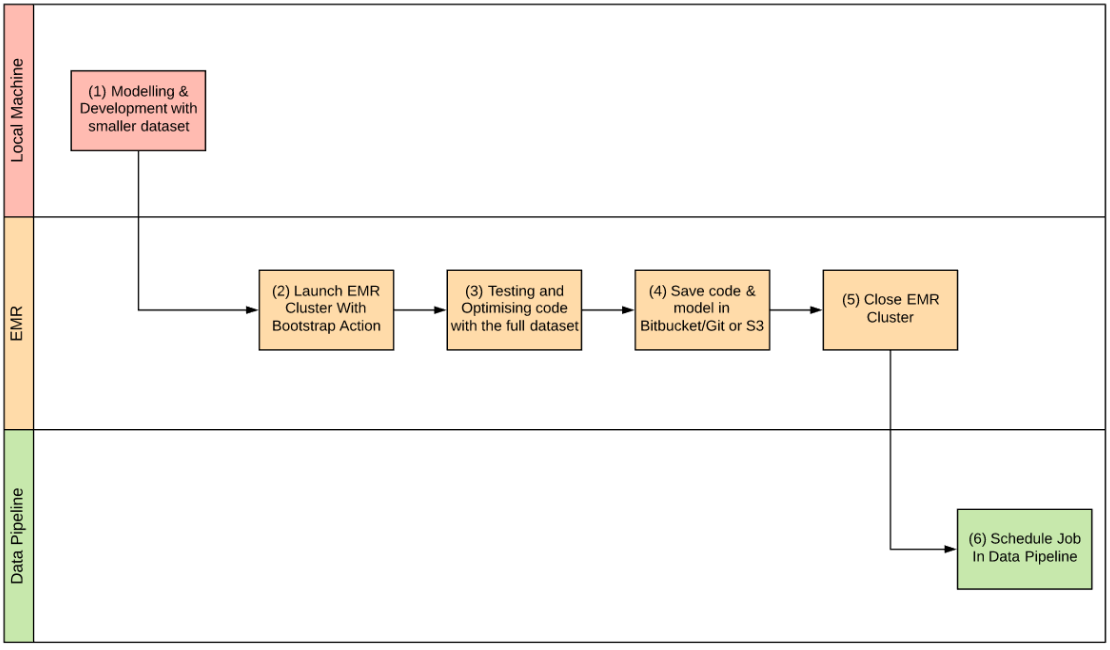 Local Machine
(1) Modelling &
Development with
smaller dataset
EMR
(2) Launch EMR
Cluster With
Bootstrap Action
(3) Testing and
Optimising code
with the full dataset
(4) Save code &
model in
Bitbucket/Git or S3
(5) Close EMR
Cluster
Data Pipeline
(6) Schedule Job
In Data Pipeline